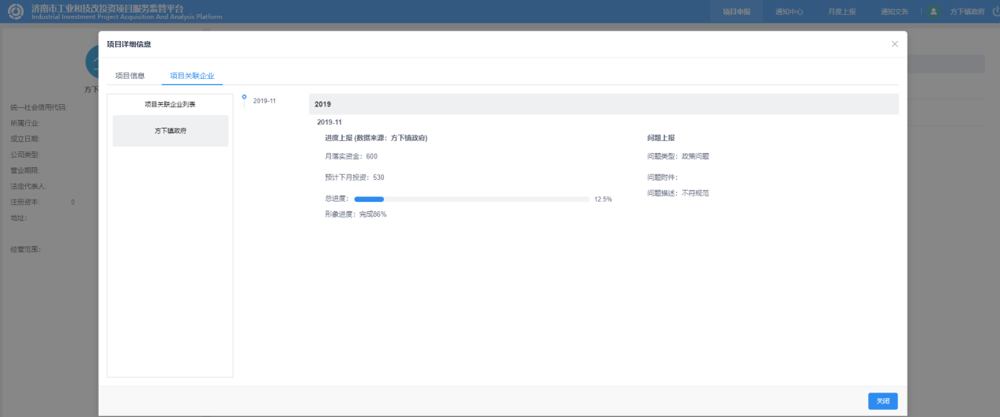 济南市工业和技改投资项目服务监管平台
Industrial Investment Project Acquisition And Analysis Platform
项目申报 通知中心 月度上报 通知文告 方下镇政府
项目详细信息
项目信息 项目关联企业
方下
统一社会信用代码:
所属行业:
成立日期:
公司类型:
营业期限:
法定代表人:
注册资本: 0
地址:
经营范围:
项目关联企业列表
方下镇政府
2019-11
2019
2019-11
进度上报 (数据来源：方下镇政府)
月落实资金：600
预计下月投资：530
总进度： 12.5%
形象进度：完成86%
问题上报
问题类型：政策问题
问题附件：
问题描述：不符规范
关闭